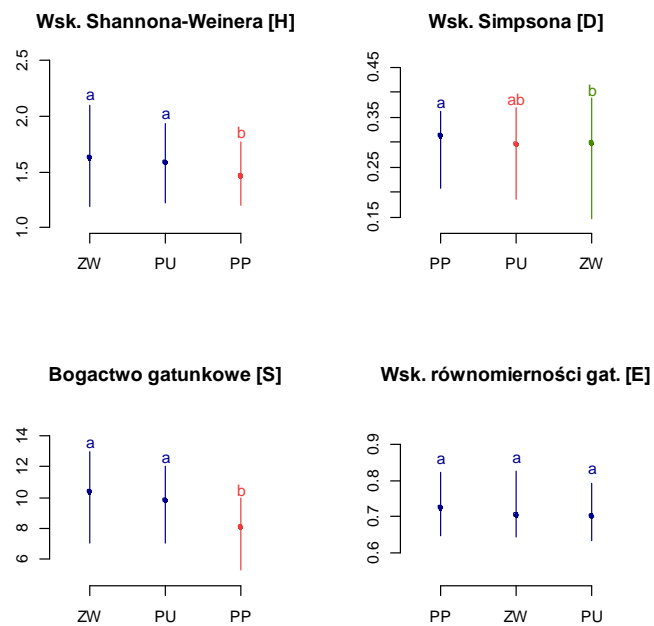 Wsk. Shannona-Weinera [H]
2.5
2.0
1.5
1.0
a
a
b
ZW PU PP
Wsk. Simpsona [D]
0.45
0.35
0.25
0.15
a
ab
b
PP PU ZW
Bogactwo gatunkowe [S]
14
12
10
8
6
a
a
b
ZW PU PP
Wsk. równomierności gat. [E]
0.9
0.8
0.7
0.6
a
a
a
PP ZW PU